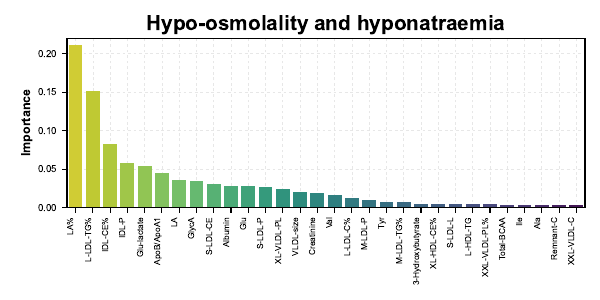 Hypo-osmolality and hyponatraemia
Importance
0.20
0.15
0.10
0.05
0.00
LA%
L-LDL-TG%
IDL-CE%
IDL-P
Glu-lactate
ApoB/ApoA1
LA
GlycA
S-LDL-CE
Albumin
Glu
S-LDL-P
XL-VLDL-PL
VLDL-size
Creatinine
Val
L-LDL-C%
M-LDL-P
Tyr
M-LDL-TG%
3-Hydroxybutyrate
XL-HDL-CE%
S-LDL-L
L-HDL-TG
XXL-VLDL-PL%
Total-BCAA
Ile
Ala
Remnant-C
XXL-VLDL-C